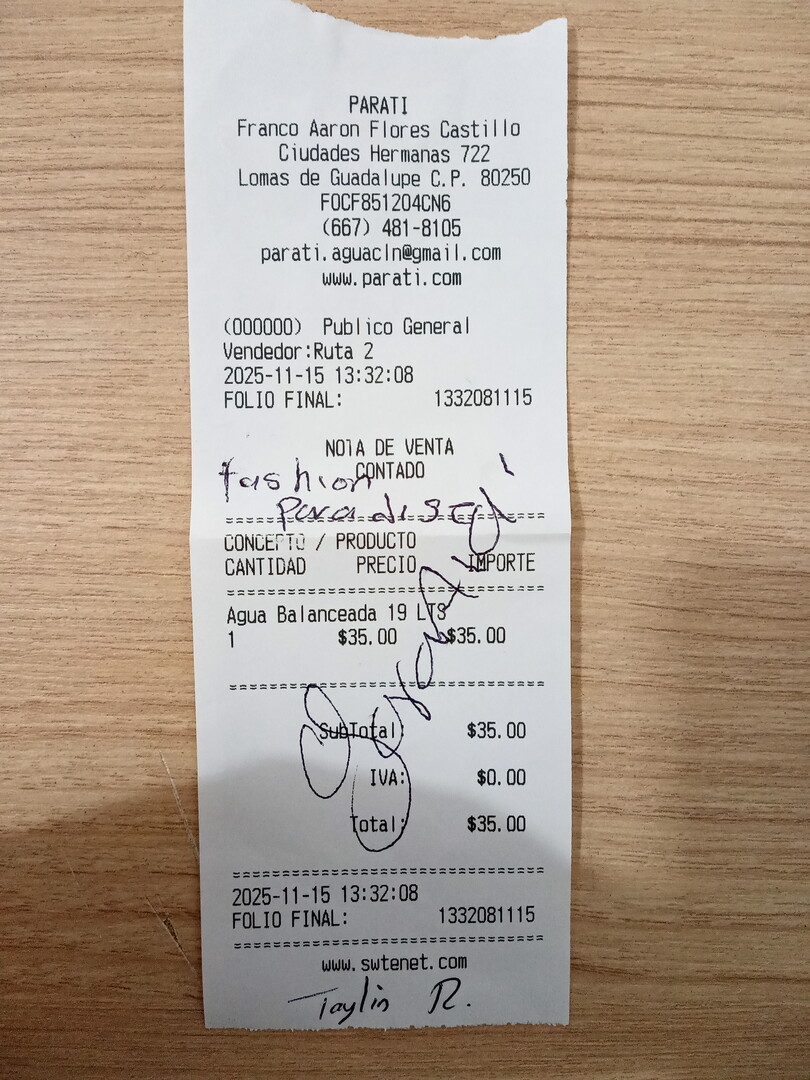 PARATI
Franco Aaron Flores Castillo
Ciudades Hermanas 722
Lomas de Guadalupe C.P. 80250
FOCF851204CN6
(667) 481-8105
parati.aguacln@gmail.com
www.parati.com
(000000) Publico General
Vendedor:Ruta 2
2025-11-15 13:32:08
FOLIO FINAL: 1332081115
NOTA DE VENTA
CONTADO
fashion
CONCEPTO / PRODUCTO
CANTIDAD PRECIO IMPORTE
Agua Balanceada 19 LTS
1 $35.00 $35.00
SubTotal: $35.00
IVA: $0.00
Total: $35.00
2025-11-15 13:32:08
FOLIO FINAL: 1332081115
www.swtenet.com
Taylin R.